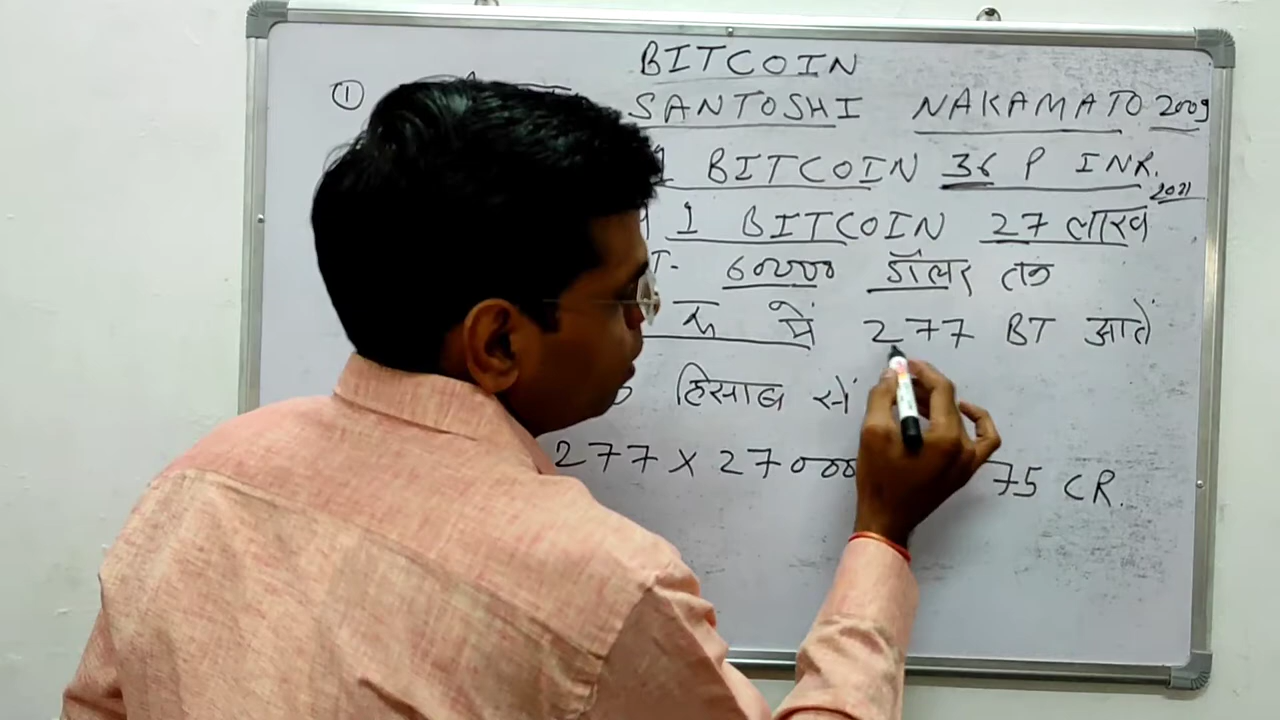 BITCOIN
① SANTOSHI NAKAMATO 2009
1 BITCOIN 36 P INR.
2021
1 BITCOIN 27 लाख
60000 डॉलर तक
रू में 277 BT आते
हिसाब से
277 X 27000 75 CR.